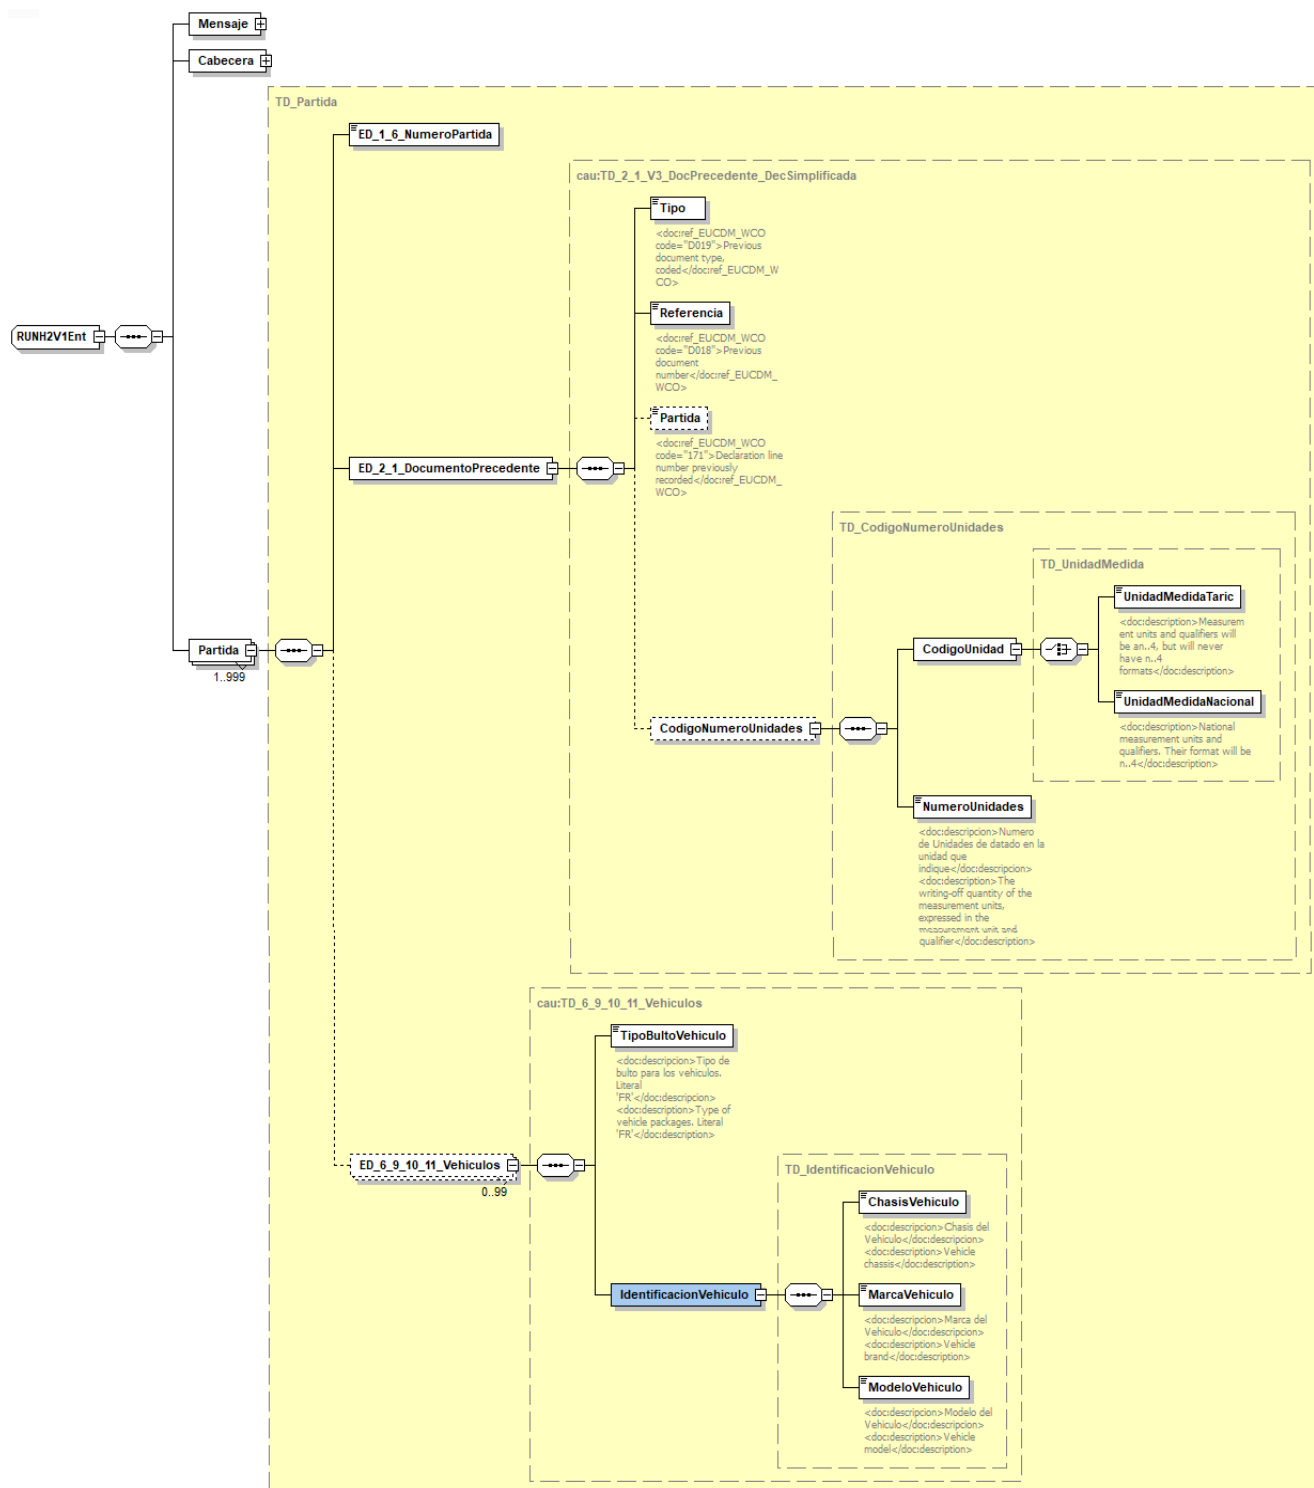 Mensaje
Cabecera
TD_Partida
ED_1_6_NumeroPartida
cau:TD_2_1_V3_DocPrecedente_DecSimplificada
Tipo
<doc:ref_EUCDM_WCO
code="D019">Previous
document type,
coded</doc:ref_EUCDM_W
CO>
Referencia
<doc:ref_EUCDM_WCO
code="D018">Previous
document
number</doc:ref_EUCDM_
WCO>
RUNH2V1Ent
Partida
<doc:ref_EUCDM_WCO
code="171">Declaration line
number previously
recorded</doc:ref_EUCDM_
WCO>
ED_2_1_DocumentoPrecedente
TD_CodigoNumeroUnidades
TD_UnidadMedida
UnidadMedidaTaric
<doc:description>Measurem
ent units and qualifiers will
be an..4, but will never
have n..4
formats</doc:description>
CodigoUnidad
Partida
1..999
UnidadMedidaNacional
<doc:description>National
measurement units and
qualifiers. Their format will be
n..4</doc:description>
CodigoNumeroUnidades
NumeroUnidades
<doc:descripcion>Numero
de Unidades de datado en la
unidad que
indique</doc:descripcion>
<doc:description>The
writing-off quantity of the
measurement units,
expressed in the
measurement unit and
qualifier</doc:description>
cau:TD_6_9_10_11_Vehiculos
TipoBultoVehiculo
<doc:descripcion>Tipo de
bulto para los vehiculos.
Literal
'FR'</doc:descripcion>
<doc:description>Type of
vehicle packages. Literal
'FR'</doc:description>
ED_6_9_10_11_Vehiculos
0..99
TD_IdentificacionVehiculo
ChasisVehiculo
<doc:descripcion>Chasis del
Vehiculo</doc:descripcion>
<doc:description>Vehicle
chassis</doc:description>
IdentificacionVehiculo
MarcaVehiculo
<doc:descripcion>Marca del
Vehiculo</doc:descripcion>
<doc:description>Vehicle
brand</doc:description>
ModeloVehiculo
<doc:descripcion>Modelo del
Vehiculo</doc:descripcion>
<doc:description>Vehicle
model</doc:description>